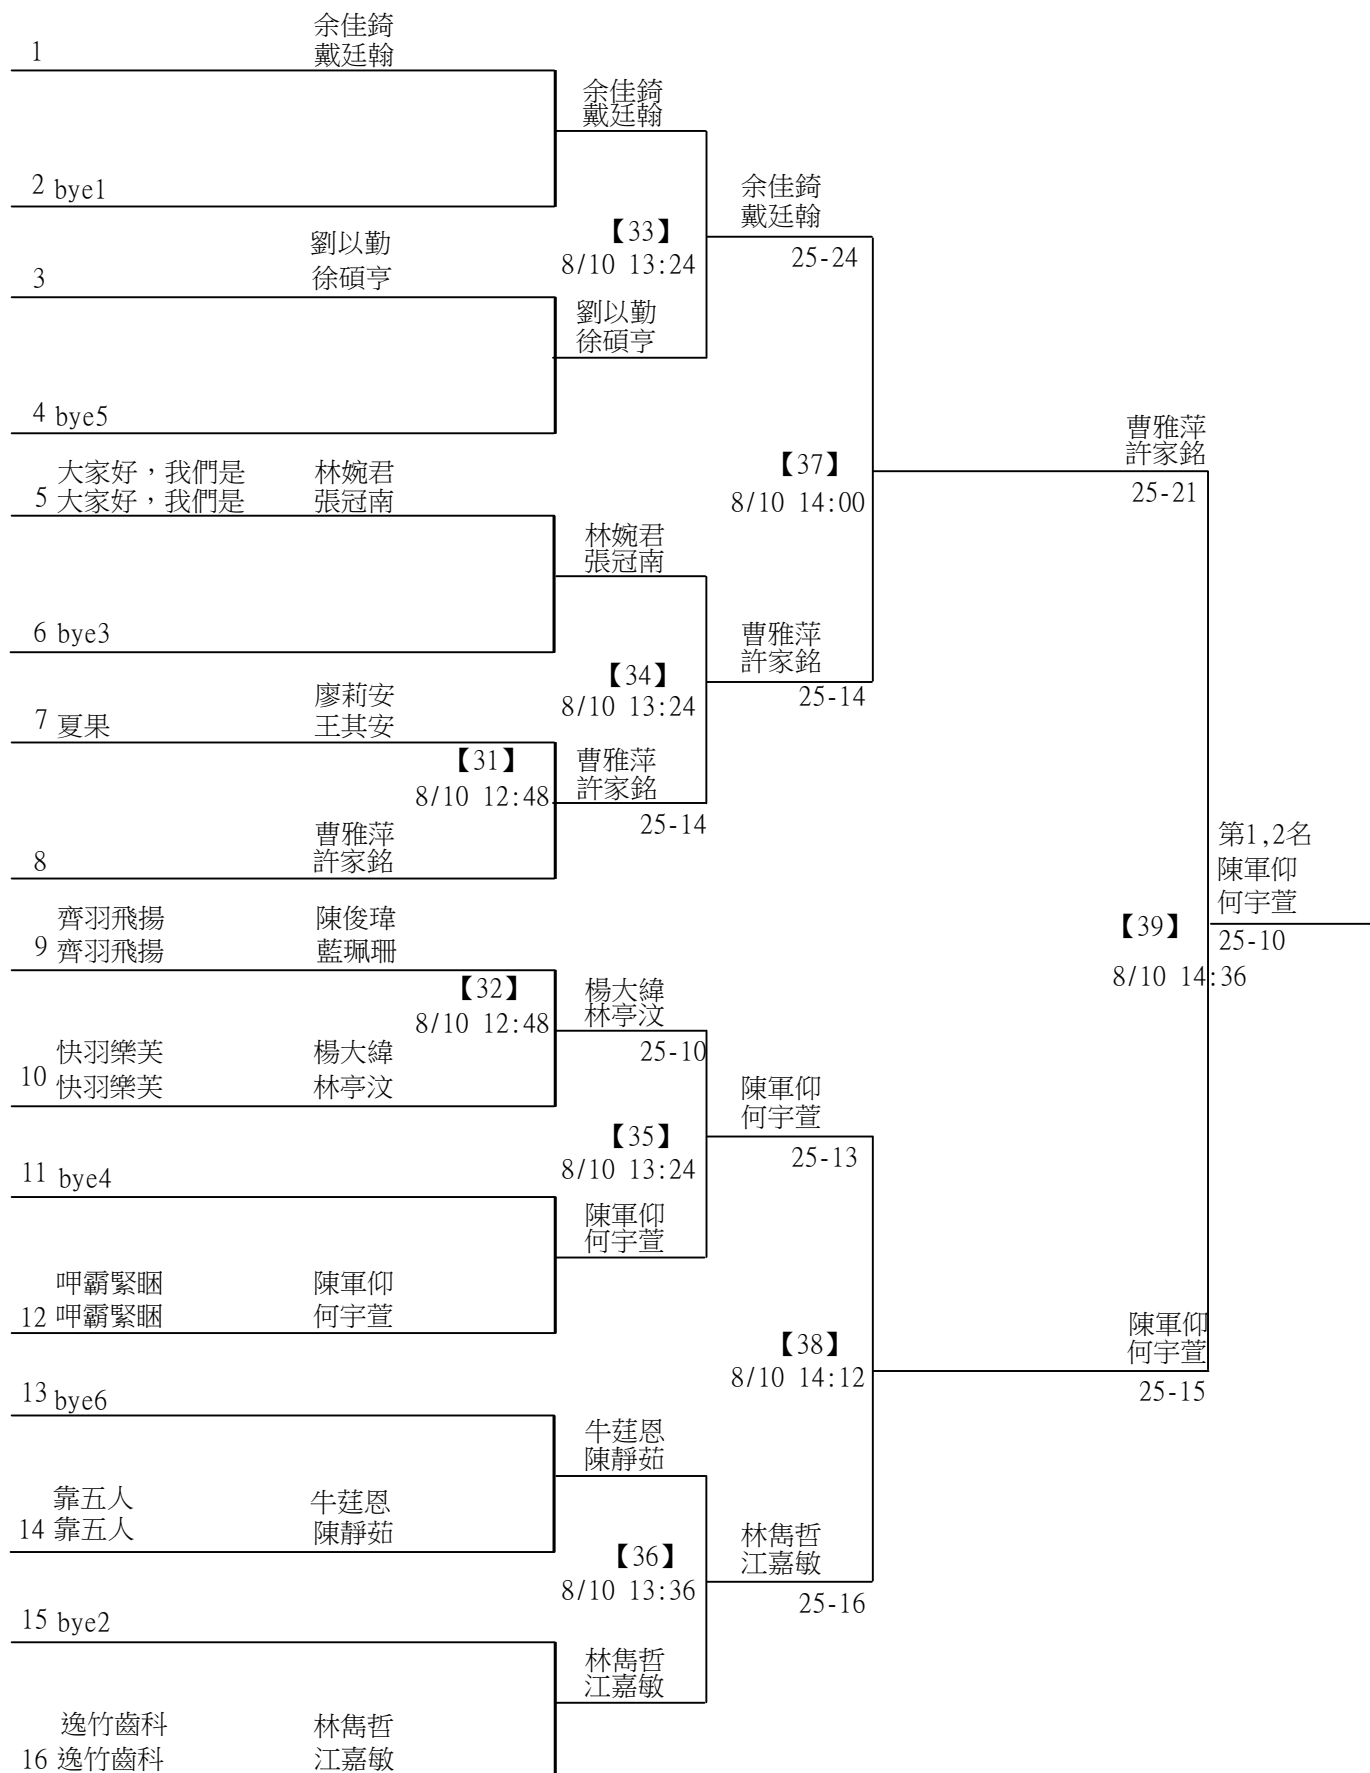 余佳錡
1 戴廷翰
余佳錡
戴廷翰
2 bye1
余佳錡
戴廷翰
【33】
25-24
8/10 13:24
劉以勤
3 徐碩亨
劉以勤
徐碩亨
4 bye5
曹雅萍
許家銘
【37】
25-21
8/10 14:00
大家好，我們是 林婉君
5 大家好，我們是 張冠南
林婉君
張冠南
6 bye3
曹雅萍
許家銘
【34】
25-14
8/10 13:24
廖莉安
7 夏果 王其安
【31】
8/10 12:48
曹雅萍
許家銘
25-14
曹雅萍
8 許家銘
第1,2名
陳軍仰
何宇萱
【39】
25-10
8/10 14:36
齊羽飛揚 陳俊瑋
9 齊羽飛揚 藍珮珊
【32】
8/10 12:48
楊大緯
林亭汶
25-10
快羽樂芙 楊大緯
10 快羽樂芙 林亭汶
陳軍仰
何宇萱
【35】
25-13
8/10 13:24
11 bye4
陳軍仰
何宇萱
呷霸緊睏 陳軍仰
12 呷霸緊睏 何宇萱
陳軍仰
何宇萱
【38】
8/10 14:12
25-15
13 bye6
牛莛恩
陳靜茹
靠五人 牛莛恩
14 靠五人 陳靜茹
林雋哲
江嘉敏
【36】
8/10 13:36
25-16
15 bye2
林雋哲
江嘉敏
逸竹齒科 林雋哲
16 逸竹齒科 江嘉敏